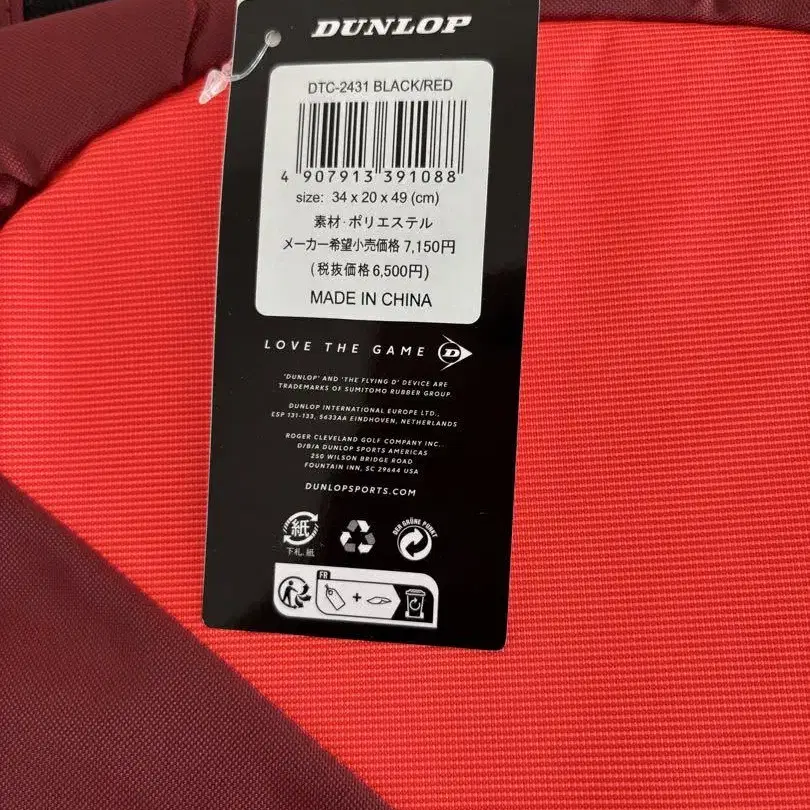 DUNLOP
DTC-2431 BLACK/RED
4 907913 391088
size: 34 x 20 x 49 (cm)
素材・ポリエステル
メーカー希望小売価格 7,150円
(税抜価格6,500円)
MADE IN CHINA
LOVE THE GAME D
'DUNLOP' AND 'THE FLYING D' DEVICE ARE
TRADEMARKS OF SUMITOMO RUBBER GROUP.
DUNLOP INTERNATIONAL EUROPE LTD.,
ESP 131-133, 5633AA EINDHOVEN, NETHERLANDS
ROGER CLEVELAND GOLF COMPANY INC.
D/B/A DUNLOP SPORTS AMERICAS
250 WILSON BRIDGE ROAD
FOUNTAIN INN, SC 29644 USA
DUNLOPSPORTS.COM
紙
下札, 紙
DER GRÜNE PUNKT
FR
+